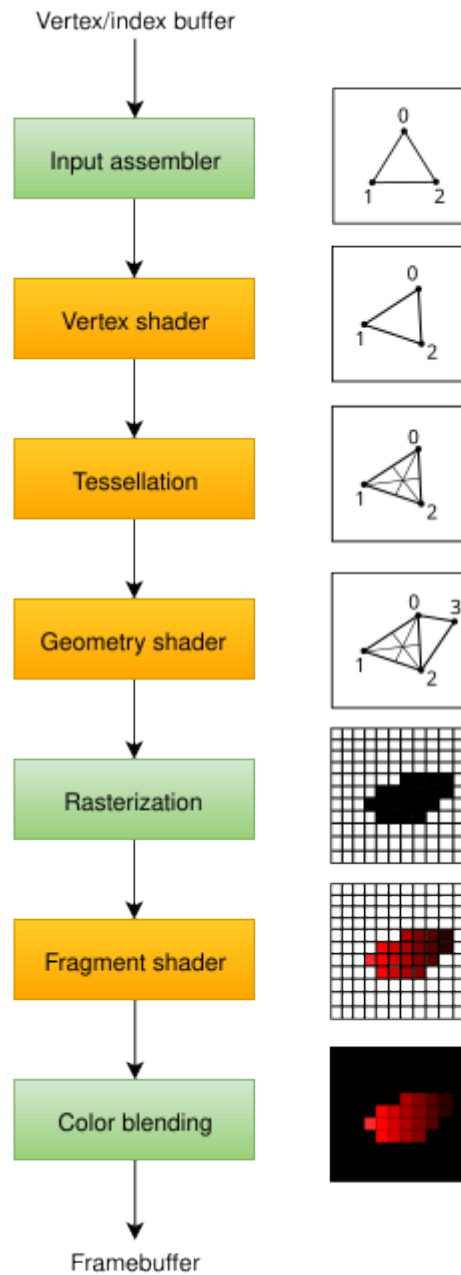 Vertex/index buffer
Input assembler
0
1
2
Vertex shader
0
1
2
Tessellation
0
1
2
Geometry shader
0
3
1
2
Rasterization
Fragment shader
Color blending
Framebuffer